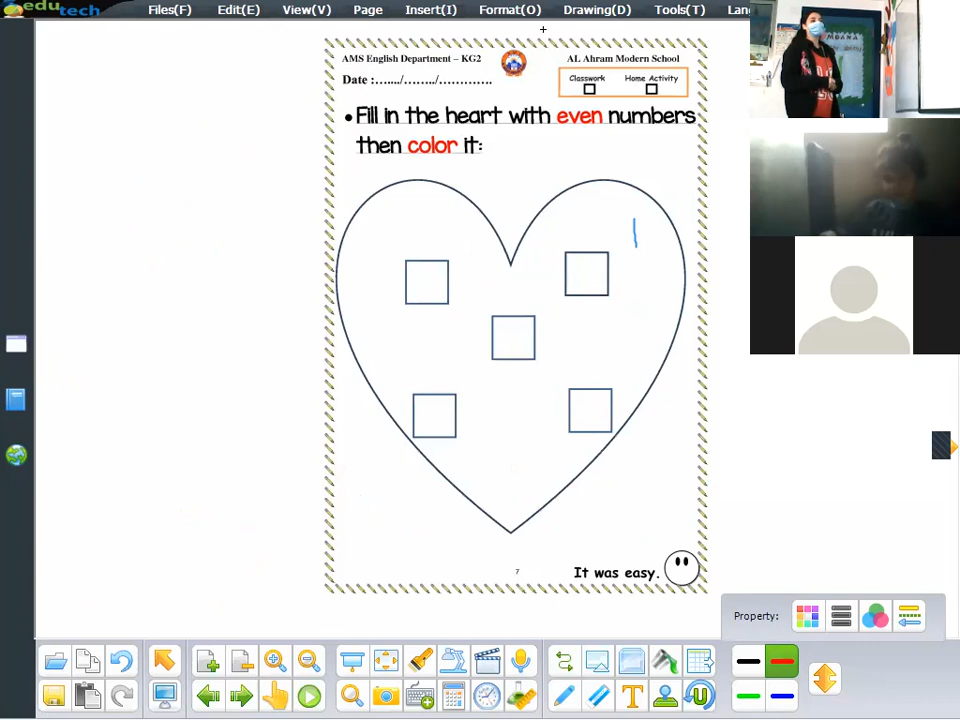 edutech
Files(F) Edit(E) View(V) Page Insert(I) Format(O) Drawing(D) Tools(T) Lan
AMS English Department – KG2
AL Ahram Modern School
Date :…..../……../………….
Classwork Home Activity
•Fill in the heart with even numbers
then color it:
7
It was easy.
Property: